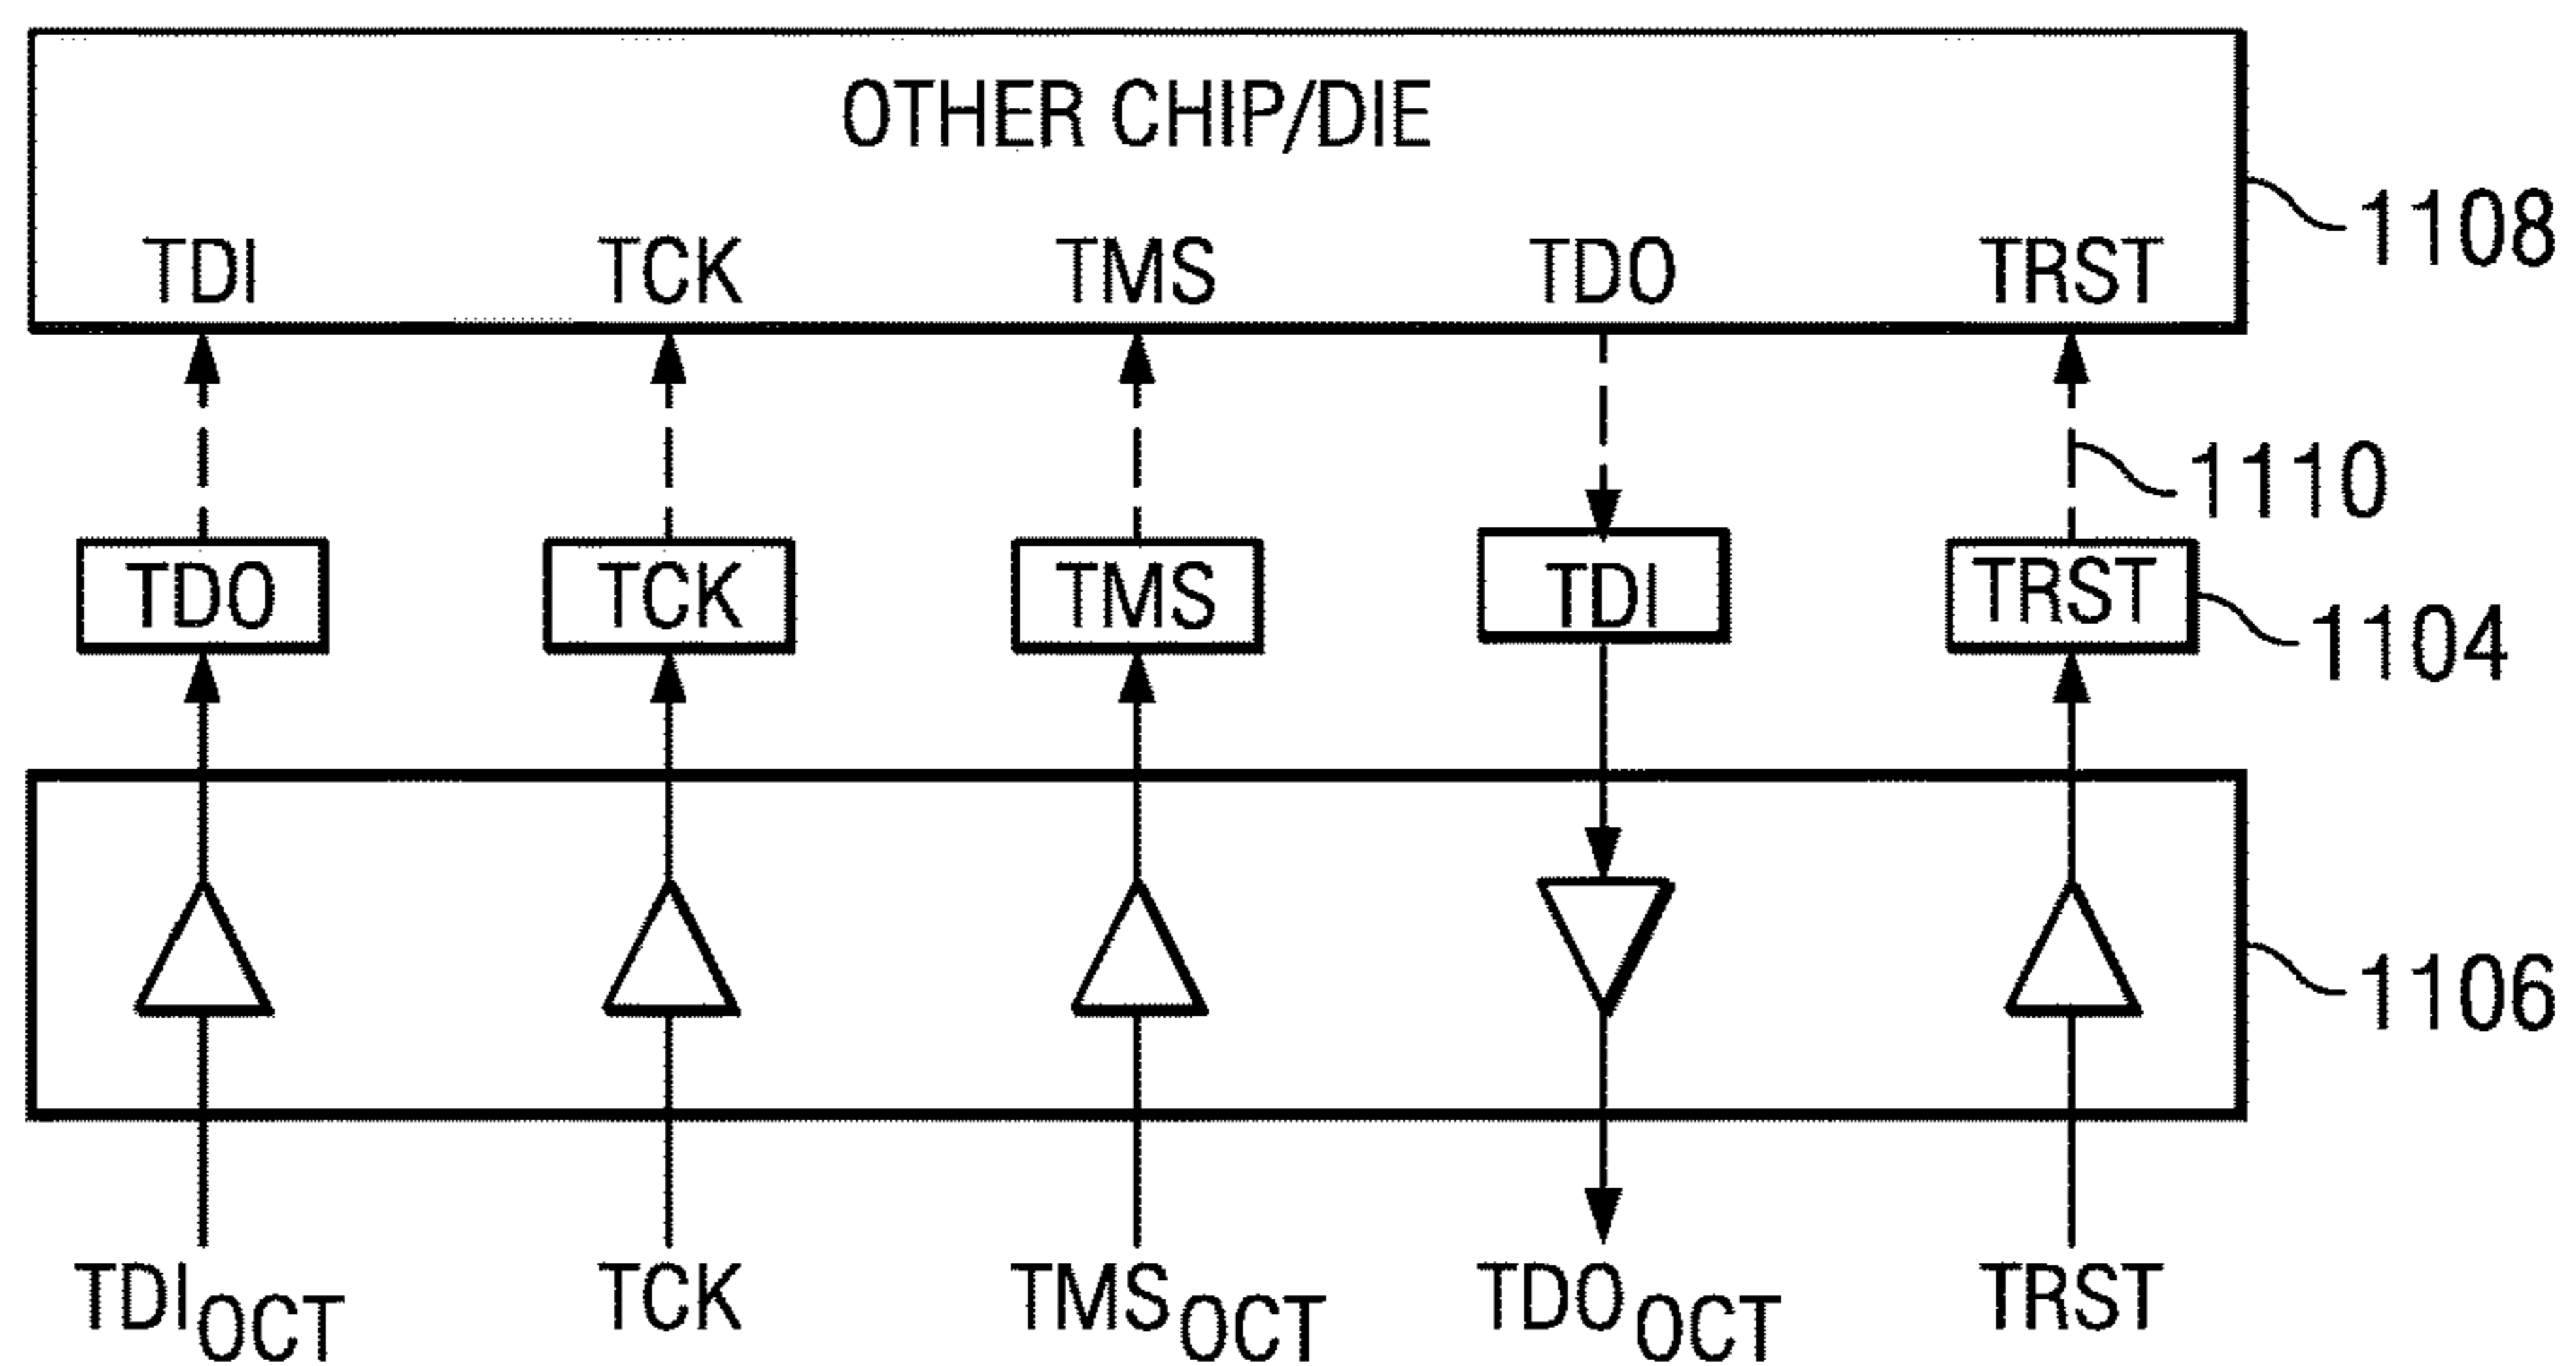 OTHER CHIP/DIE
1108
TDI TCK TMS TDO TRST
1110
TDO TCK TMS TDI TRST
1104
1106
TDIOCT TCK TMSOCT TDOOCT TRST